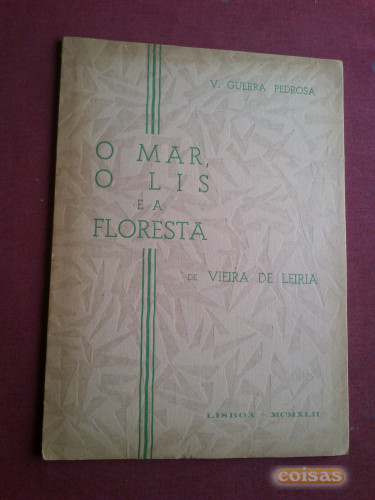 V. GUERRA PEDROSA
O MAR,
O LIS
E A
FLORESTA
DE VIEIRA DE LEIRIA
LISBOA - MCMXLII
coisas